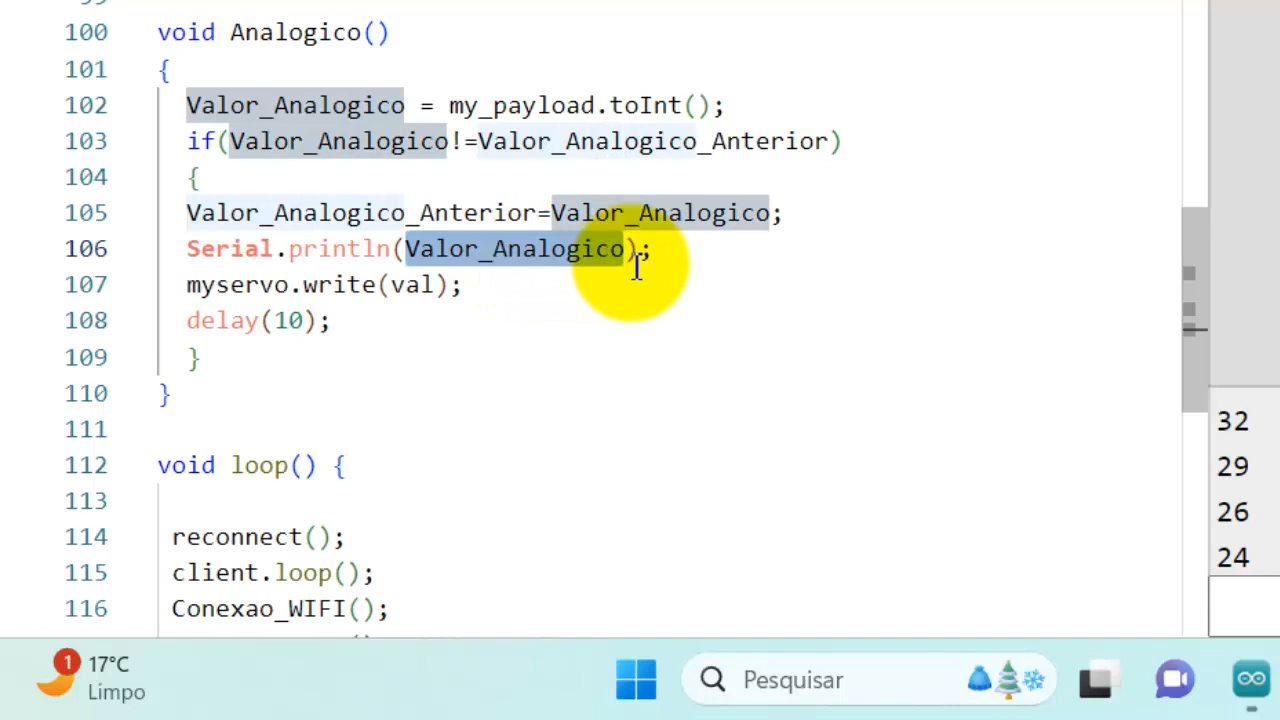 100 void Analogico()
101 {
102 Valor_Analogico = my_payload.toInt();
103 if(Valor_Analogico!=Valor_Analogico_Anterior)
104 {
105 Valor_Analogico_Anterior=Valor_Analogico;
106 Serial.println(Valor_Analogico);
107 myservo.write(val);
108 delay(10);
109 }
110 }
111
112 void loop() {
113
114 reconnect();
115 client.loop();
116 Conexao_WIFI();
32
29
26
24
1
17°C
Limpo
Pesquisar